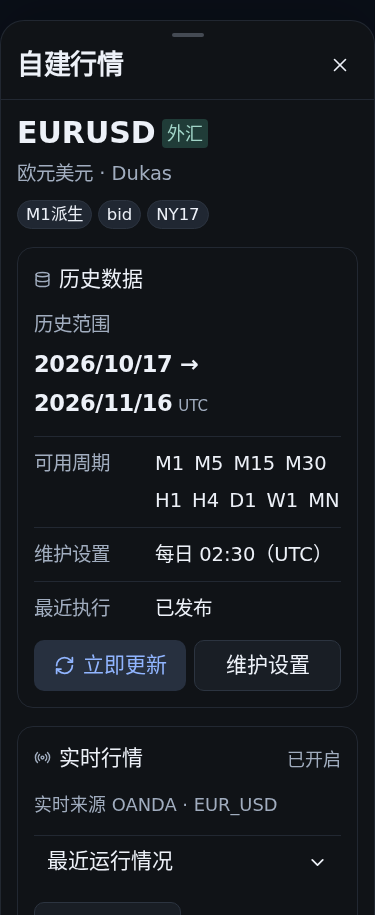 自建行情
EURUSD 外汇
欧元美元 · Dukas
M1派生 bid NY17
历史数据
历史范围
2026/10/17 →
2026/11/16 UTC
可用周期 M1 M5 M15 M30
H1 H4 D1 W1 MN
维护设置 每日 02:30（UTC）
最近执行 已发布
立即更新 维护设置
实时行情 已开启
实时来源 OANDA · EUR_USD
最近运行情况